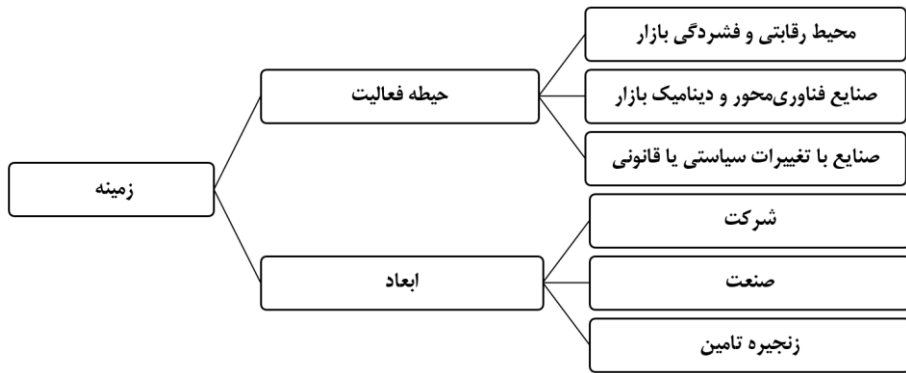 محیط رقابتی و فشردگی بازار
حیطه فعالیت
صنایع فناوری‌محور و دینامیک بازار
صنایع با تغییرات سیاستی یا قانونی
زمینه
شرکت
ابعاد
صنعت
زنجیره تامین